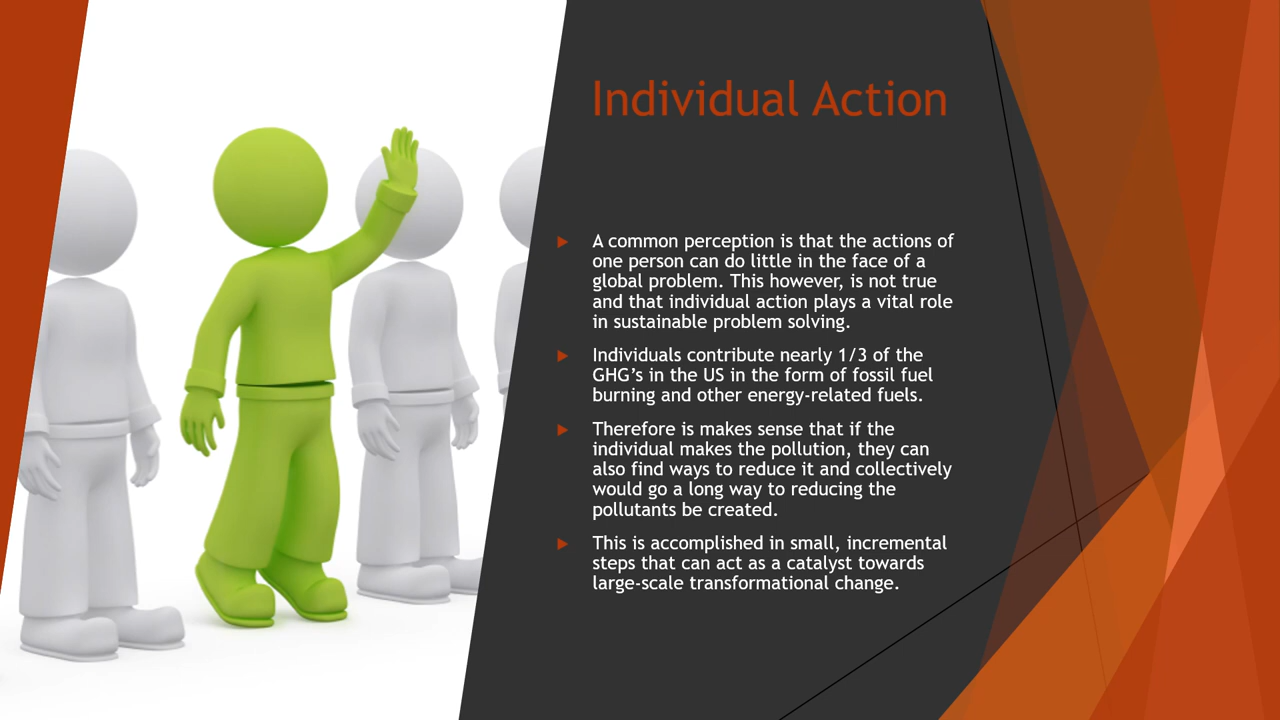 Individual Action
A common perception is that the actions of
one person can do little in the face of a
global problem. This however, is not true
and that individual action plays a vital role
in sustainable problem solving.
Individuals contribute nearly 1/3 of the
GHG’s in the US in the form of fossil fuel
burning and other energy-related fuels.
Therefore is makes sense that if the
individual makes the pollution, they can
also find ways to reduce it and collectively
would go a long way to reducing the
pollutants be created.
This is accomplished in small, incremental
steps that can act as a catalyst towards
large-scale transformational change.